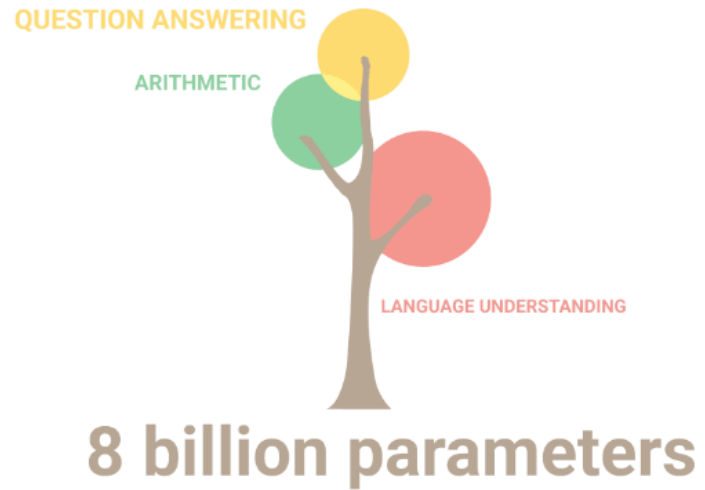 QUESTION ANSWERING
ARITHMETIC
LANGUAGE UNDERSTANDING
8 billion parameters